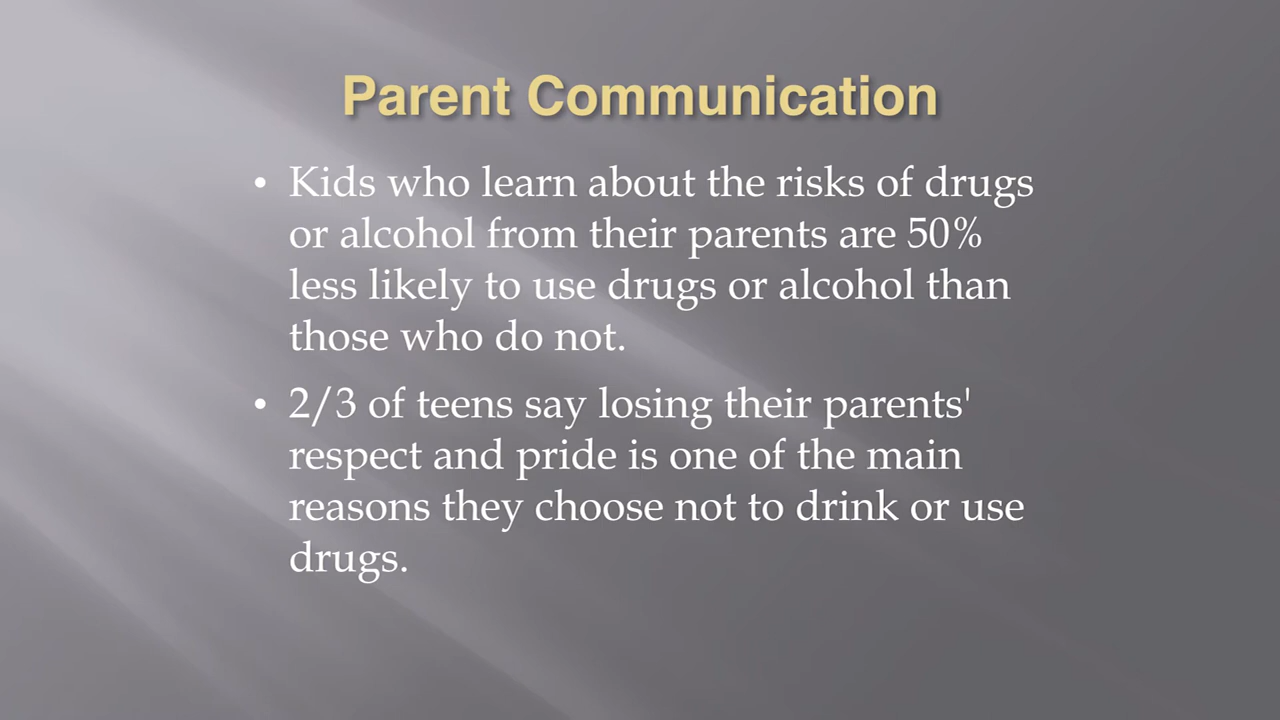 Parent Communication
• Kids who learn about the risks of drugs
or alcohol from their parents are 50%
less likely to use drugs or alcohol than
those who do not.
• 2/3 of teens say losing their parents'
respect and pride is one of the main
reasons they choose not to drink or use
drugs.